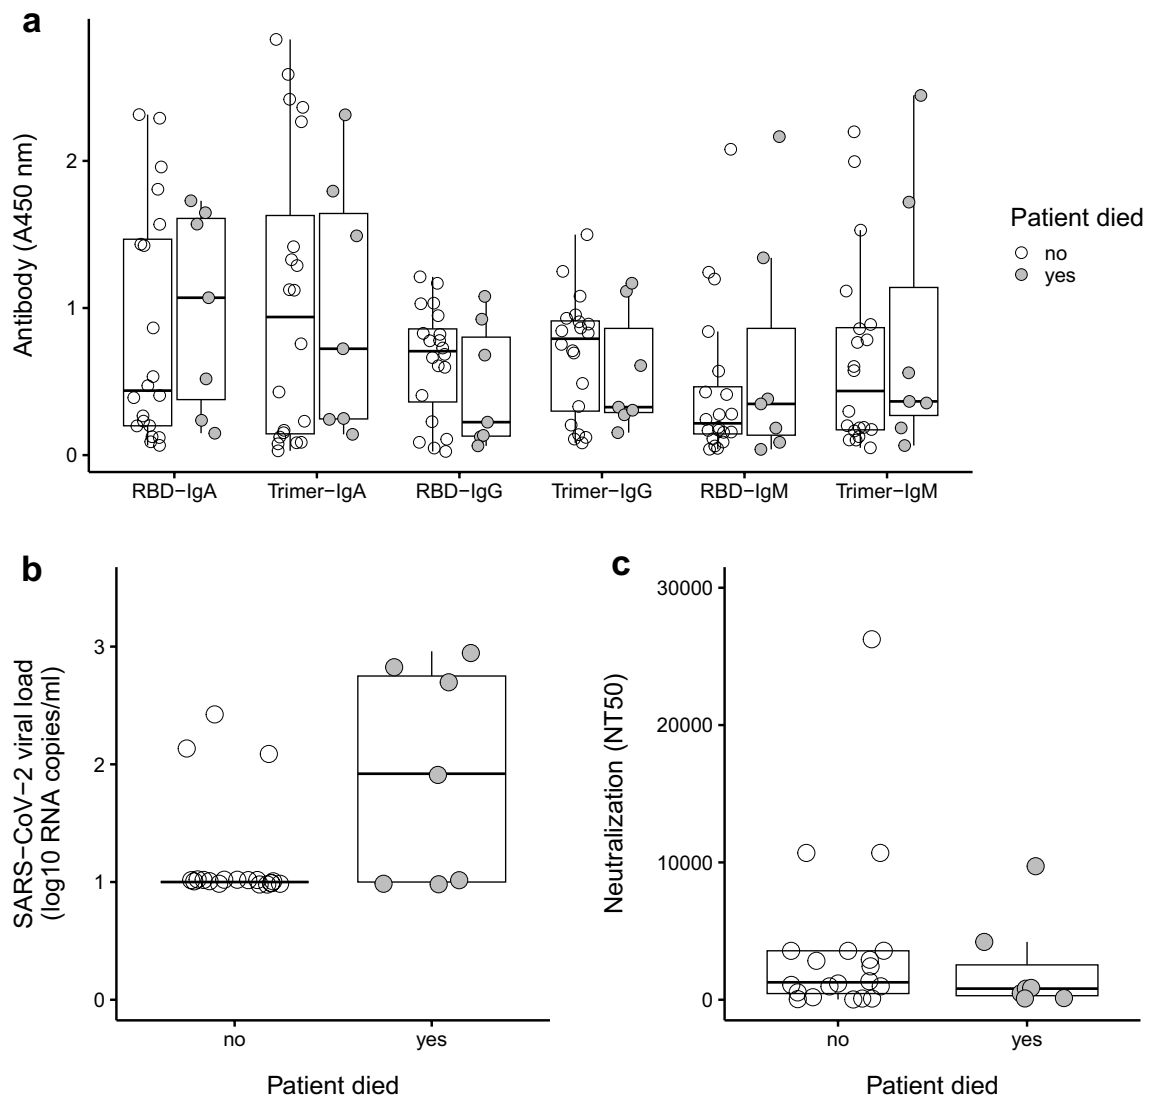 a
Antibody (A450 nm)
2
1
0
RBD−IgA
Trimer−IgA
RBD−IgG
Trimer−IgG
RBD−IgM
Trimer−IgM
Patient died
no
yes
b
SARS−CoV−2 viral load
(log10 RNA copies/ml)
3
2
1
0
no
yes
Patient died
c
Neutralization (NT50)
30000
20000
10000
0
no
yes
Patient died